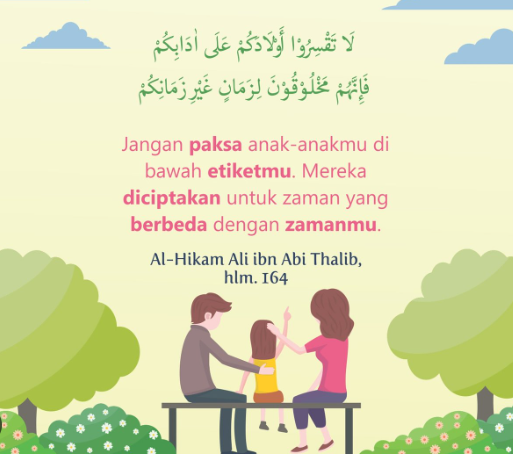 لَا تَقْسِرُوْا أَوْلَادَكُمْ عَلَى اٰدَابِكُمْ
فَإِنَّهُمْ مَخْلُوْقُوْنَ لِزَمَانٍ غَيْرِ زَمَانِكُمْ
Jangan paksa anak-anakmu di
bawah etiketmu. Mereka
diciptakan untuk zaman yang
berbeda dengan zamanmu.
Al-Hikam Ali ibn Abi Thalib,
hlm. 164